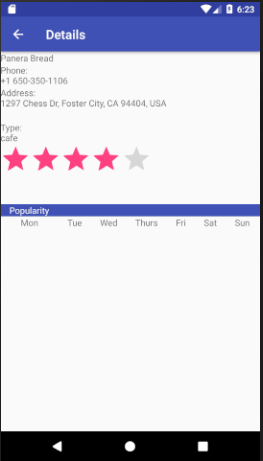 6:23
Details
Panera Bread
Phone:
+1 650-350-1106
Address:
1297 Chess Dr, Foster City, CA 94404, USA
Type:
cafe
Popularity
Mon Tue Wed Thurs Fri Sat Sun